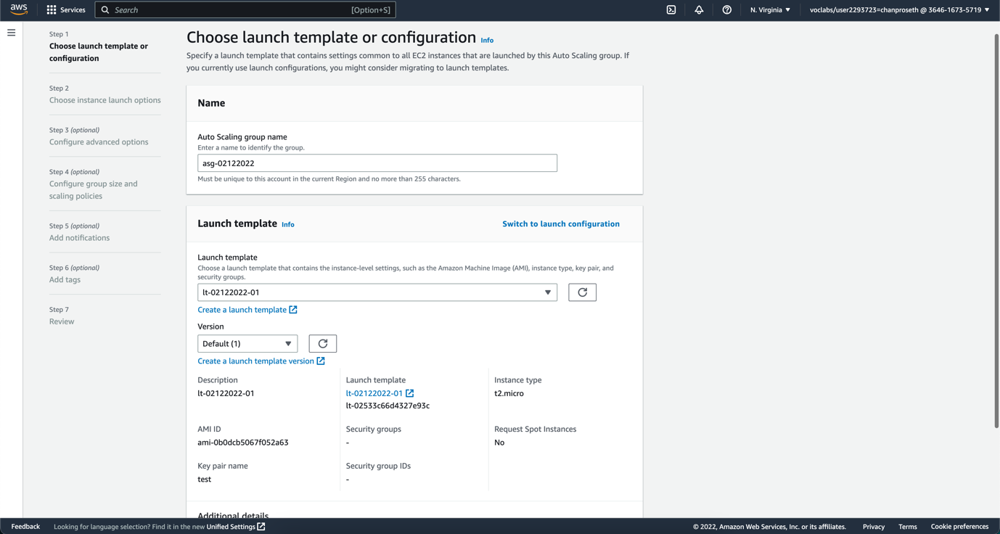 aws
Services
Search
[Option+S]
N. Virginia
voclabs/user2293723=chanproseth @ 3646-1673-5719
Step 1
Choose launch template or
configuration
Step 2
Choose instance launch options
Step 3 (optional)
Configure advanced options
Step 4 (optional)
Configure group size and
scaling policies
Step 5 (optional)
Add notifications
Step 6 (optional)
Add tags
Step 7
Review
Choose launch template or configuration Info
Specify a launch template that contains settings common to all EC2 instances that are launched by this Auto Scaling group. If
you currently use launch configurations, you might consider migrating to launch templates.
Name
Auto Scaling group name
Enter a name to identify the group.
asg-02122022
Must be unique to this account in the current Region and no more than 255 characters.
Launch template Info
Switch to launch configuration
Launch template
Choose a launch template that contains the instance-level settings, such as the Amazon Machine Image (AMI), instance type, key pair, and
security groups.
lt-02122022-01
Create a launch template
Version
Default (1)
Create a launch template version
Description
lt-02122022-01
Launch template
lt-02122022-01
lt-02533c66d4327e93c
Instance type
t2.micro
AMI ID
ami-0b0dcb5067f052a63
Security groups
-
Request Spot Instances
No
Key pair name
test
Security group IDs
-
Additional details
Feedback
Looking for language selection? Find it in the new Unified Settings
© 2022, Amazon Web Services, Inc. or its affiliates.
Privacy
Terms
Cookie preferences